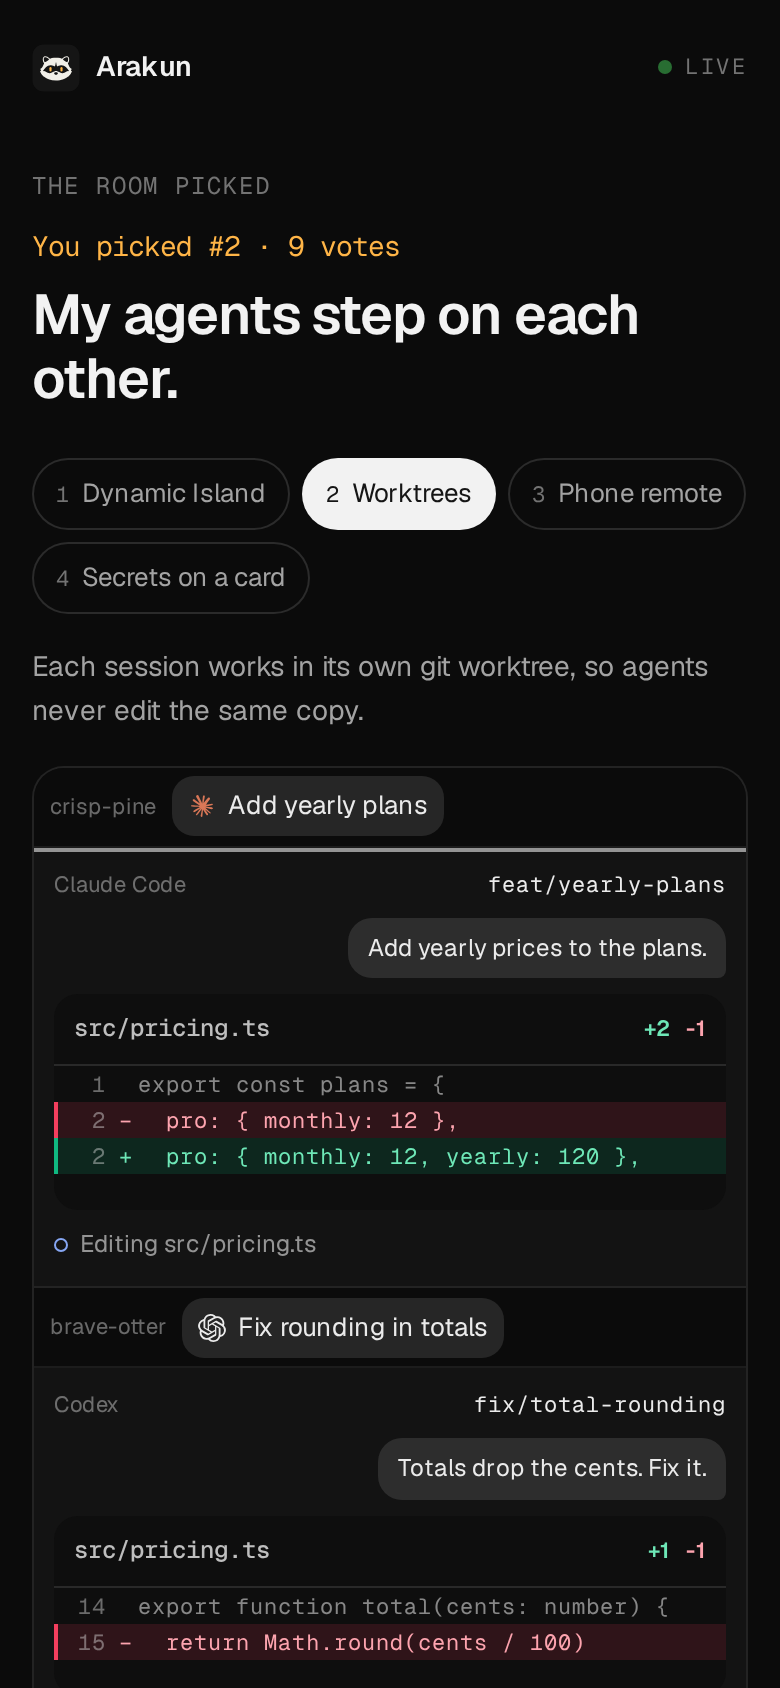 Arakun
LIVE
THE ROOM PICKED
You picked #2 · 9 votes
My agents step on each
other.
1 Dynamic Island
2 Worktrees
3 Phone remote
4 Secrets on a card
Each session works in its own git worktree, so agents
never edit the same copy.
crisp-pine
Add yearly plans
Claude Code
feat/yearly-plans
Add yearly prices to the plans.
src/pricing.ts
+2 -1
1 export const plans = {
2 − pro: { monthly: 12 },
2 + pro: { monthly: 12, yearly: 120 },
Editing src/pricing.ts
brave-otter
Fix rounding in totals
Codex
fix/total-rounding
Totals drop the cents. Fix it.
src/pricing.ts
+1 -1
14 export function total(cents: number) {
15 − return Math.round(cents / 100)